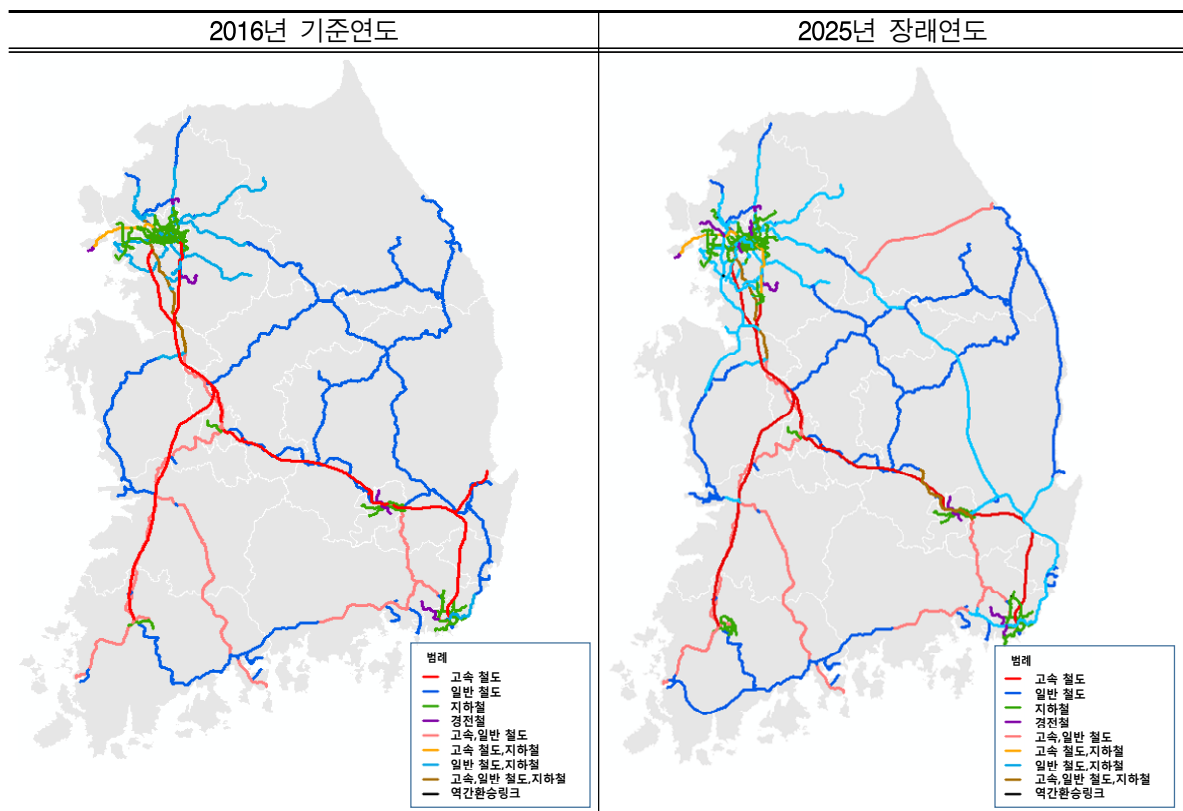 2016년 기준연도
2025년 장래연도
범례
고속 철도
일반 철도
지하철
경전철
고속,일반 철도
고속 철도,지하철
일반 철도,지하철
고속,일반 철도,지하철
역간환승링크
범례
고속 철도
일반 철도
지하철
경전철
고속,일반 철도
고속 철도,지하철
일반 철도,지하철
고속,일반 철도,지하철
역간환승링크